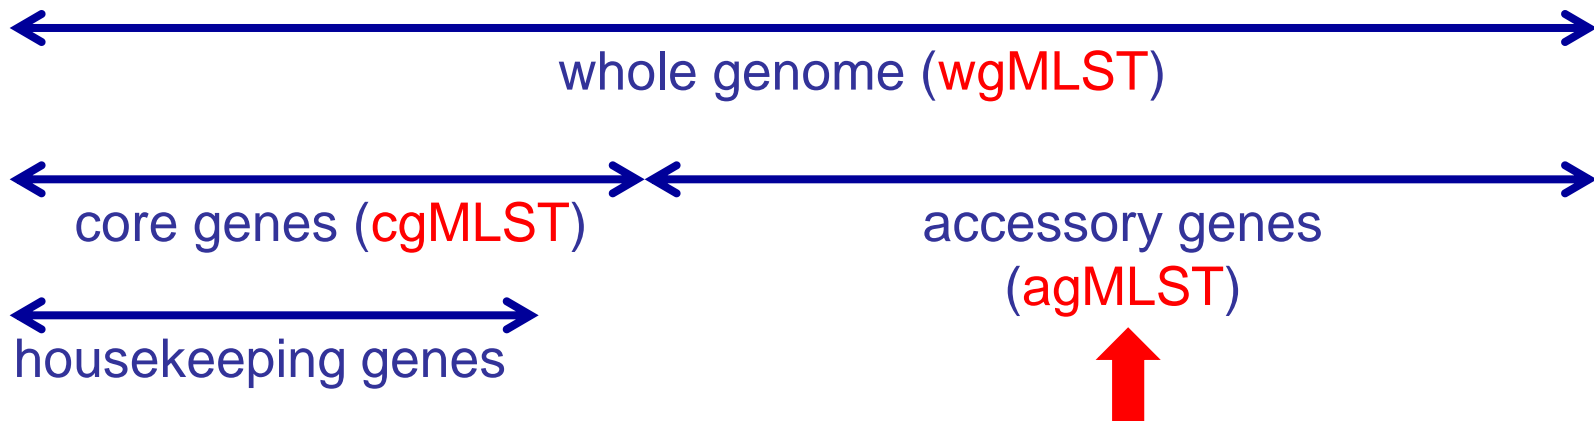 whole genome (wgMLST)
core genes (cgMLST)
accessory genes
(agMLST)
housekeeping genes